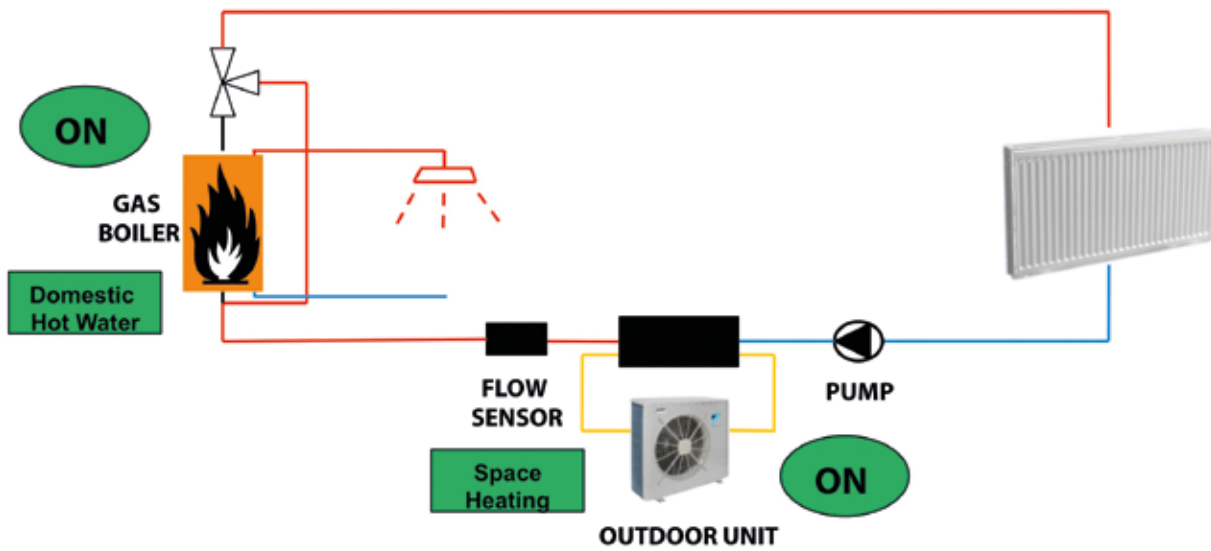 ON
GAS
BOILER
Domestic
Hot Water
FLOW
SENSOR
PUMP
Space
Heating
ON
OUTDOOR UNIT